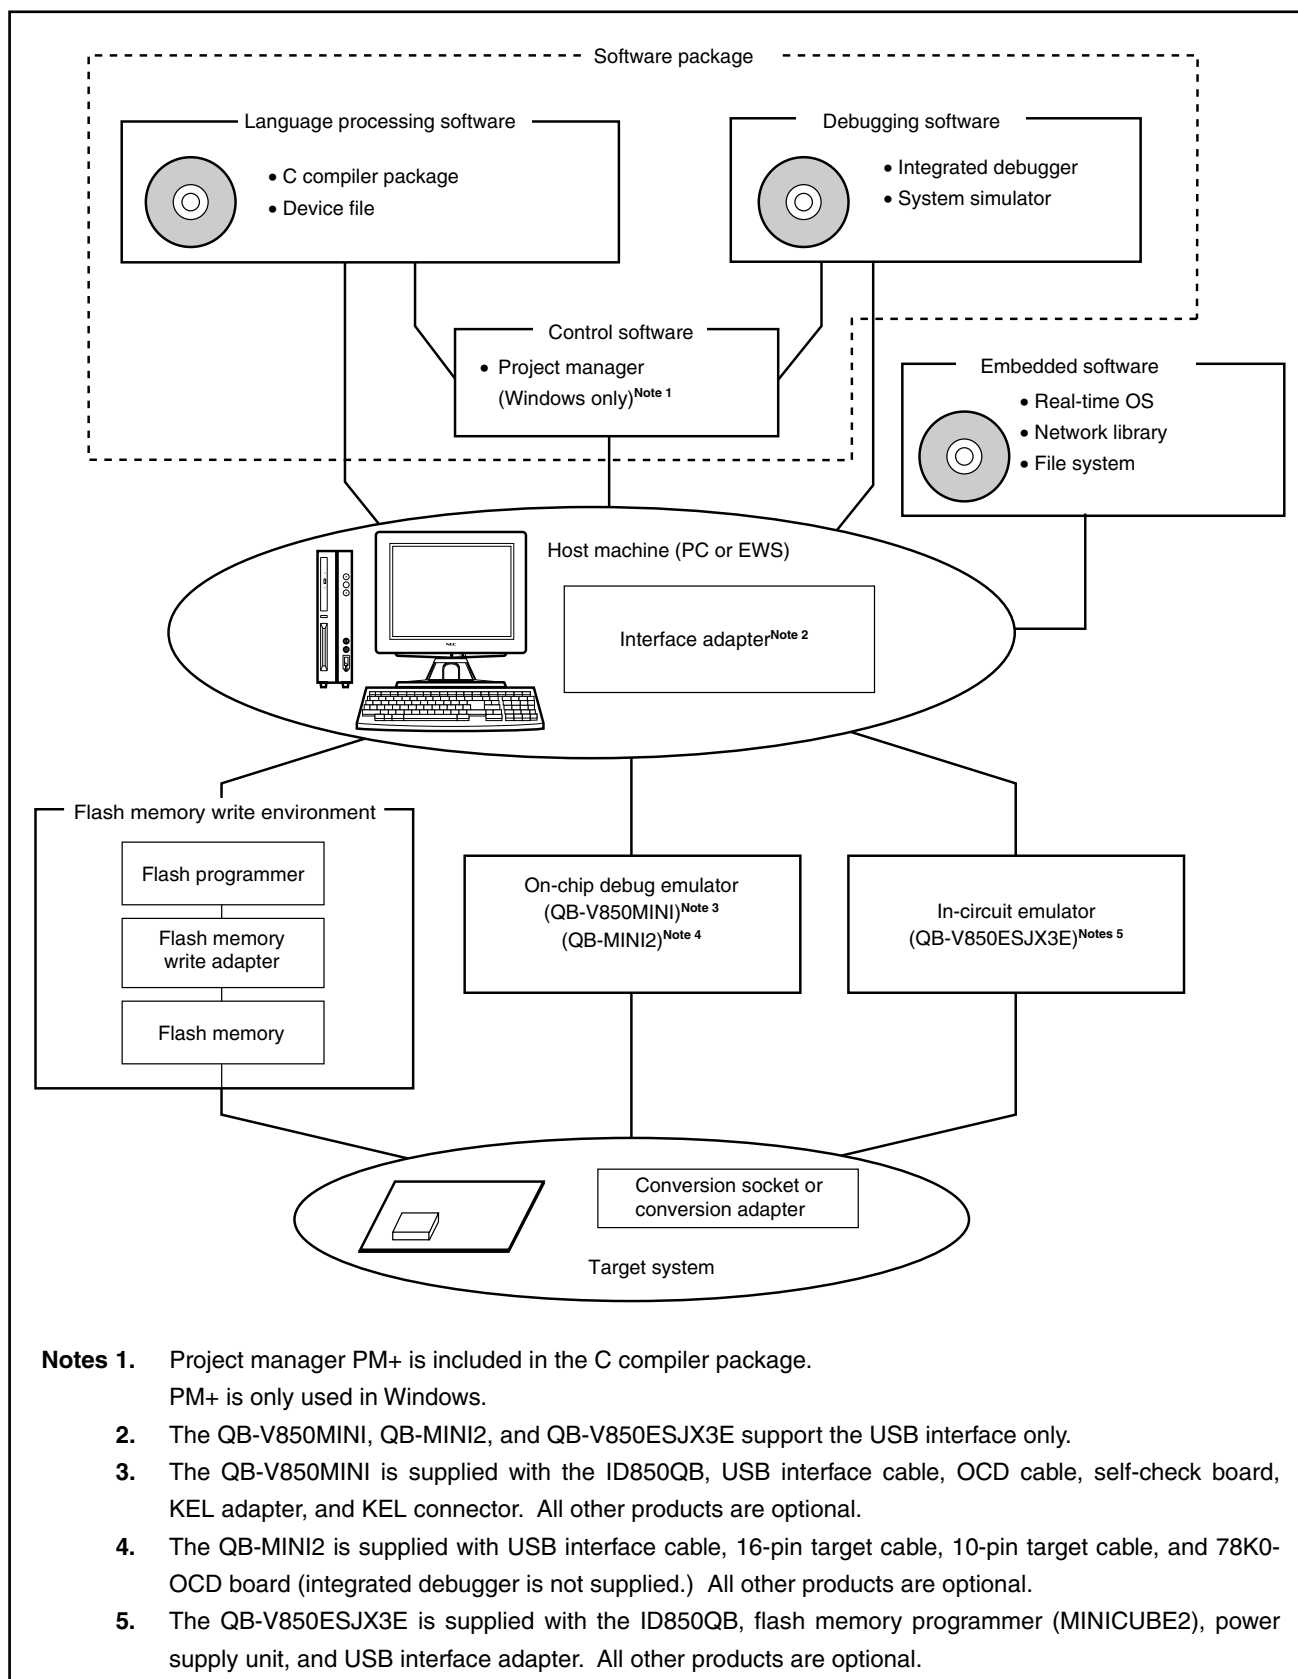 Software package
Language processing software
• C compiler package
• Device file
Debugging software
• Integrated debugger
• System simulator
Control software
• Project manager
(Windows only)Note 1
Embedded software
• Real-time OS
• Network library
• File system
Host machine (PC or EWS)
NEC
Interface adapterNote 2
Flash memory write environment
Flash programmer
Flash memory
write adapter
Flash memory
On-chip debug emulator
(QB-V850MINI)Note 3
(QB-MINI2)Note 4
In-circuit emulator
(QB-V850ESJX3E)Notes 5
Conversion socket or
conversion adapter
Target system
Notes 1. Project manager PM+ is included in the C compiler package.
PM+ is only used in Windows.
2. The QB-V850MINI, QB-MINI2, and QB-V850ESJX3E support the USB interface only.
3. The QB-V850MINI is supplied with the ID850QB, USB interface cable, OCD cable, self-check board,
KEL adapter, and KEL connector. All other products are optional.
4. The QB-MINI2 is supplied with USB interface cable, 16-pin target cable, 10-pin target cable, and 78K0-
OCD board (integrated debugger is not supplied.) All other products are optional.
5. The QB-V850ESJX3E is supplied with the ID850QB, flash memory programmer (MINICUBE2), power
supply unit, and USB interface adapter. All other products are optional.